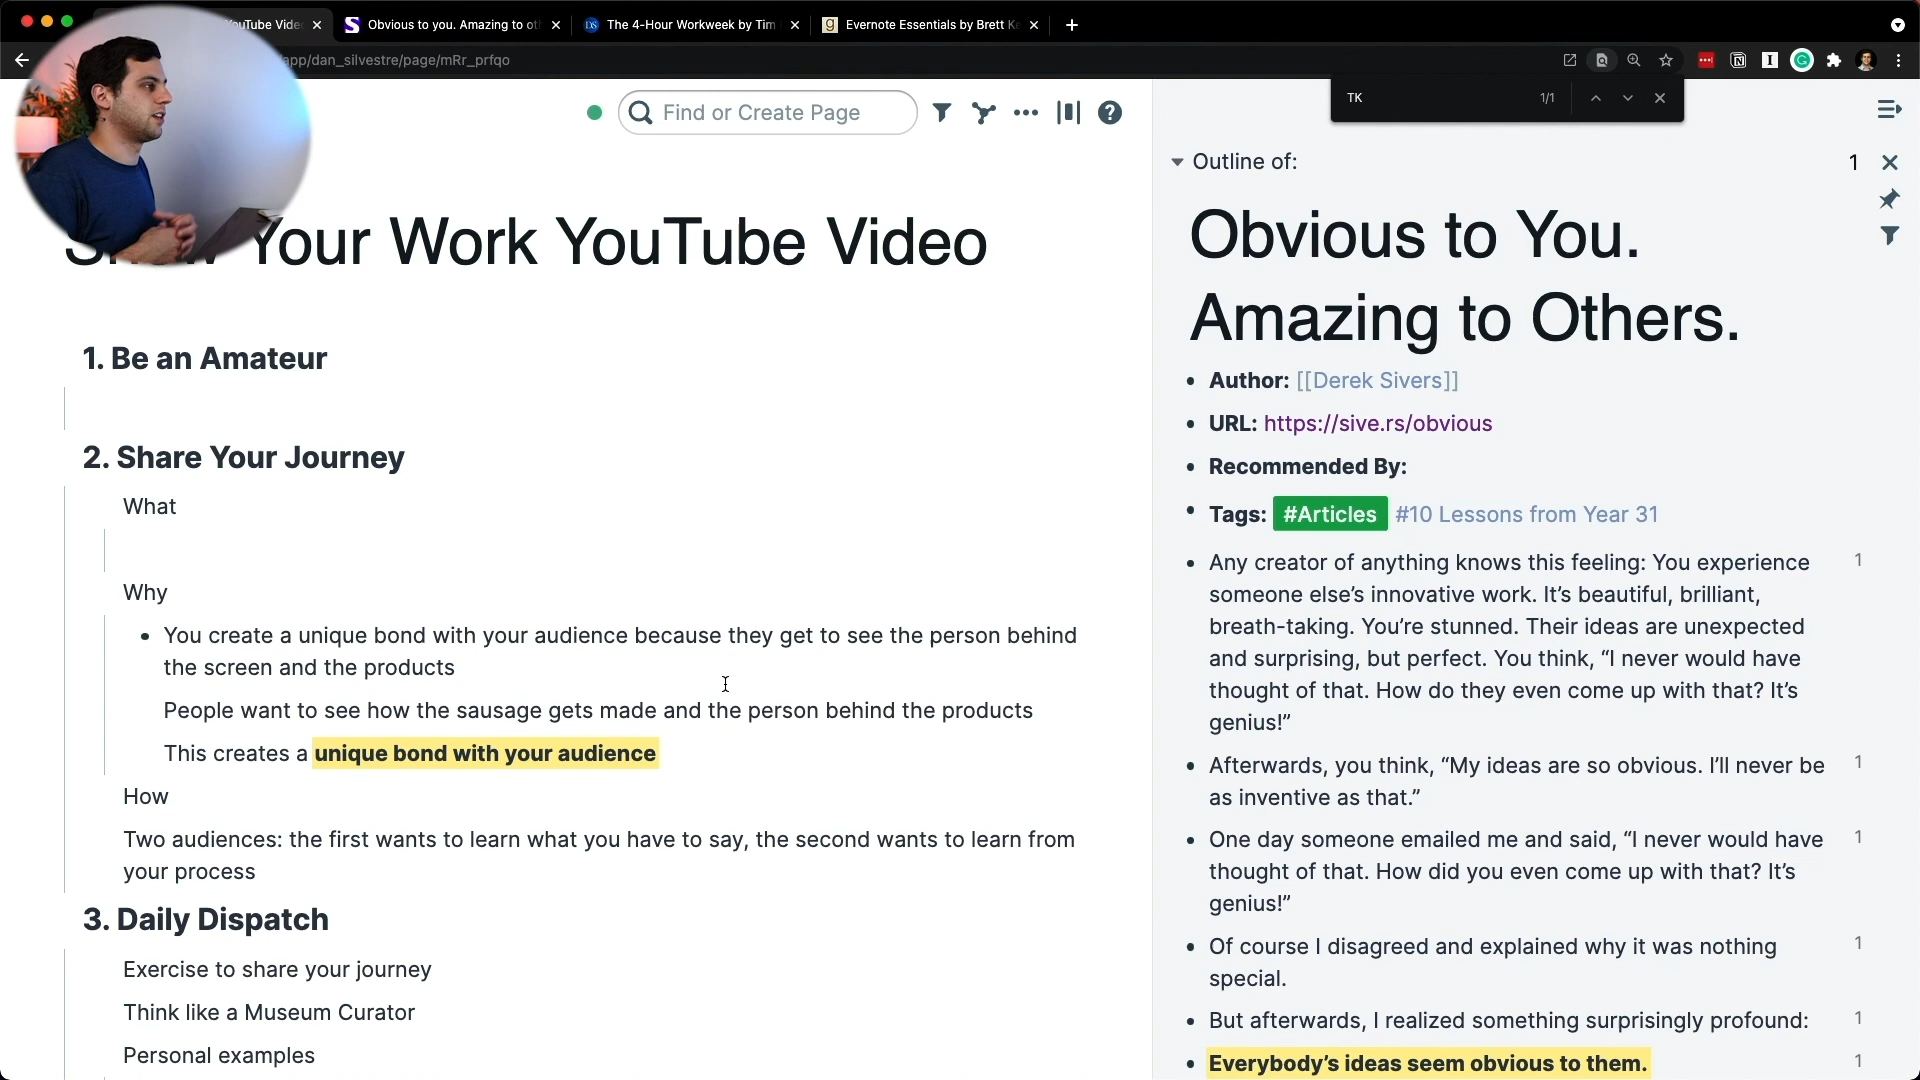 YouTube Vide
Obvious to you. Amazing to ot
The 4-Hour Workweek by Tim
Evernote Essentials by Brett Ke
app/dan_silvestre/page/mRr_prfqo
TK
1/1
Find or Create Page
Show Your Work YouTube Video
1. Be an Amateur
2. Share Your Journey
What
Why
You create a unique bond with your audience because they get to see the person behind
the screen and the products
People want to see how the sausage gets made and the person behind the products
This creates a unique bond with your audience
How
Two audiences: the first wants to learn what you have to say, the second wants to learn from
your process
3. Daily Dispatch
Exercise to share your journey
Think like a Museum Curator
Personal examples
Outline of:
1
Obvious to You.
Amazing to Others.
Author: [[Derek Sivers]]
URL: https://sive.rs/obvious
Recommended By:
Tags: #Articles #10 Lessons from Year 31
Any creator of anything knows this feeling: You experience 1
someone else’s innovative work. It’s beautiful, brilliant,
breath-taking. You’re stunned. Their ideas are unexpected
and surprising, but perfect. You think, “I never would have
thought of that. How do they even come up with that? It’s
genius!”
Afterwards, you think, “My ideas are so obvious. I’ll never be 1
as inventive as that.”
One day someone emailed me and said, “I never would have 1
thought of that. How did you even come up with that? It’s
genius!”
Of course I disagreed and explained why it was nothing 1
special.
But afterwards, I realized something surprisingly profound: 1
Everybody’s ideas seem obvious to them. 1